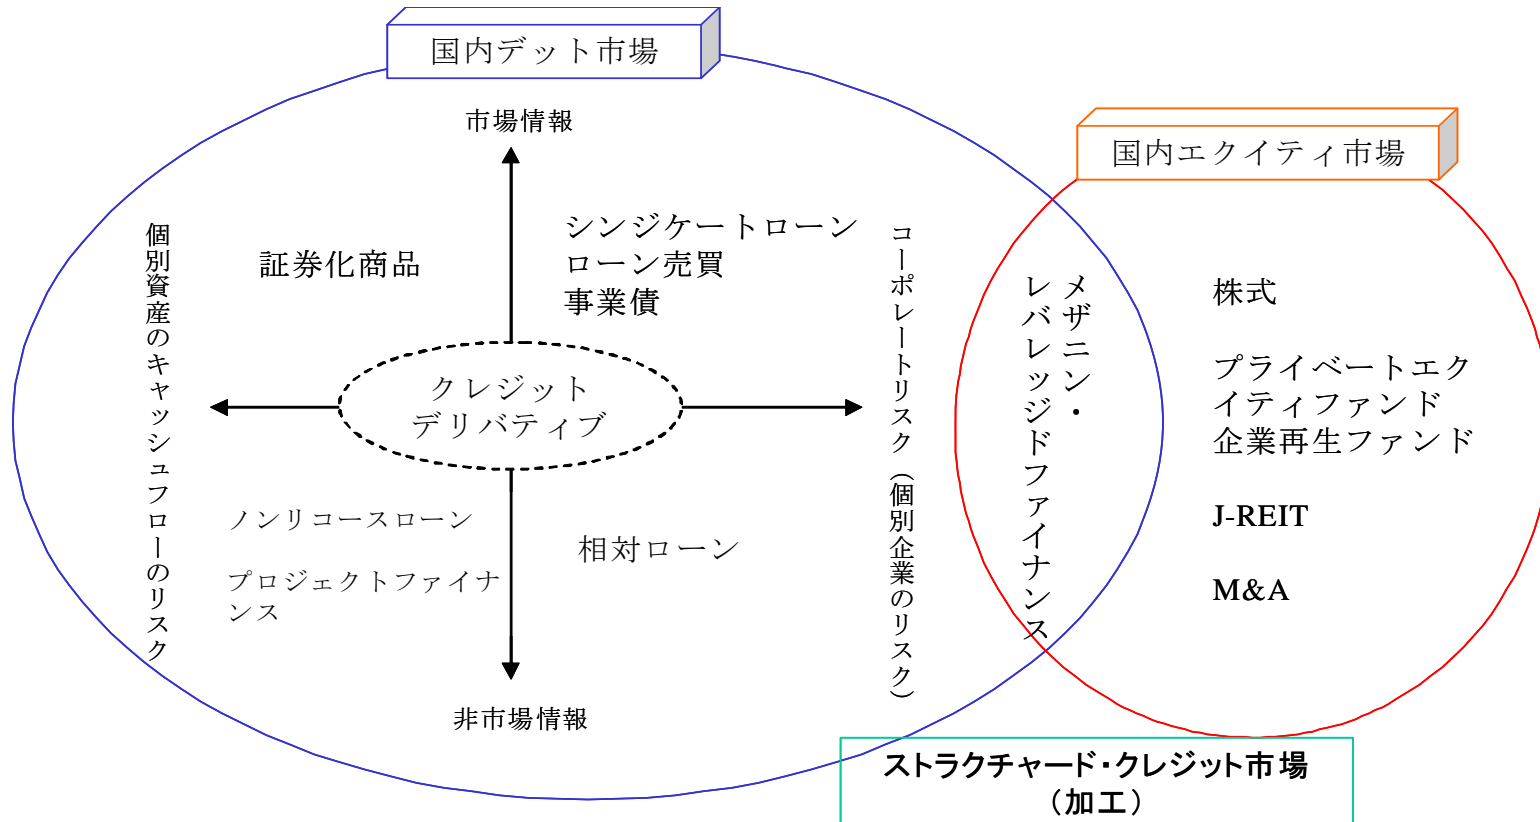 国内デット市場
市場情報
国内エクイティ市場
個別資産のキャッシュフローのリスク
証券化商品
シンジケートローン
ローン売買
事業債
コーポレートリスク（個別企業のリスク）
メザニン・
レバレッジドファイナンス
株式
プライベートエク
イティファンド
企業再生ファンド
J-REIT
M&A
クレジット
デリバティブ
ノンリコースローン
プロジェクトファイナ
ンス
相対ローン
非市場情報
ストラクチャード・クレジット市場
（加工）